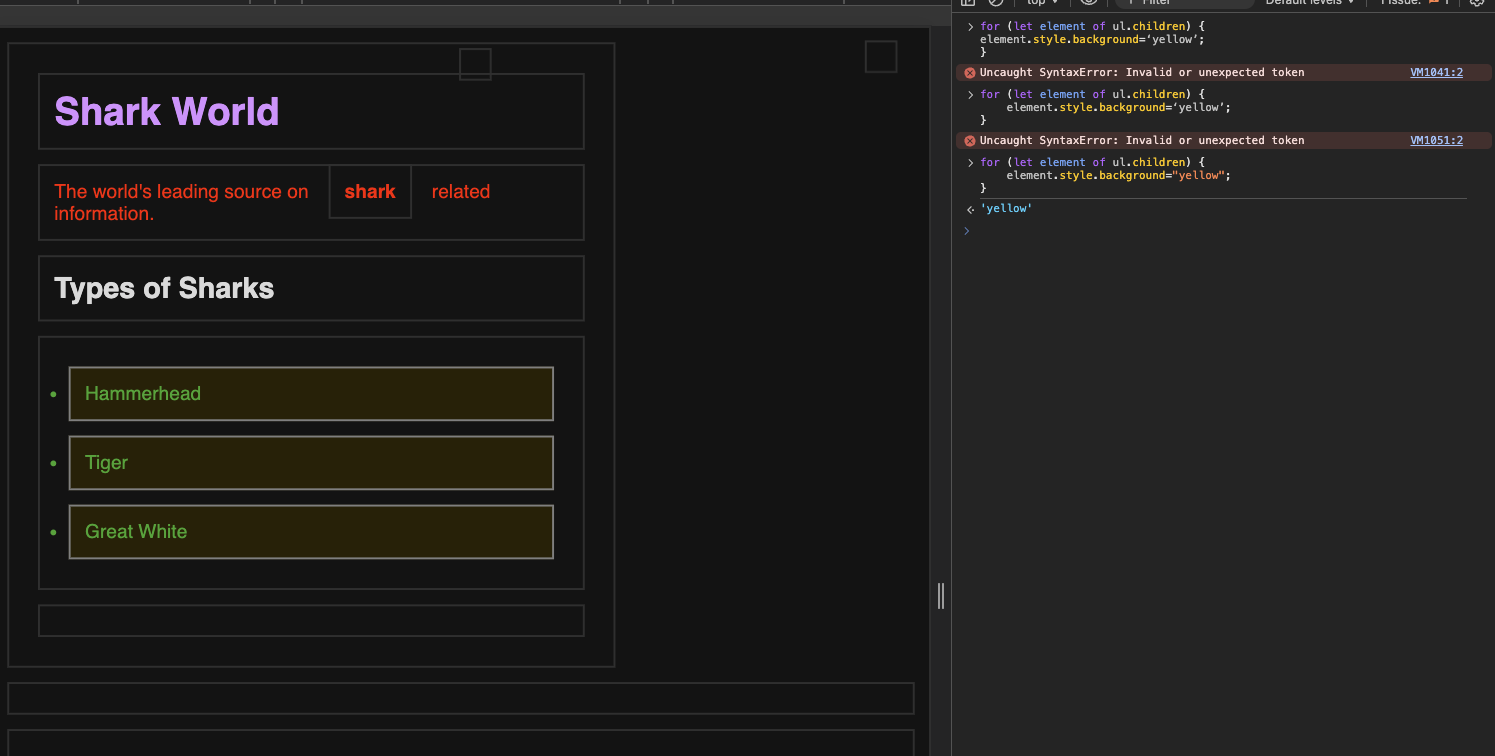 top
Filter
Default levels
1 Issue:
1
Shark World
The world's leading source on shark related
information.
Types of Sharks
• Hammerhead
• Tiger
• Great White
for (let element of ul.children) {
element.style.background=‘yellow‘;
}
Uncaught SyntaxError: Invalid or unexpected token VM1041:2
for (let element of ul.children) {
element.style.background=‘yellow’;
}
Uncaught SyntaxError: Invalid or unexpected token VM1051:2
for (let element of ul.children) {
element.style.background="yellow";
}
'yellow'